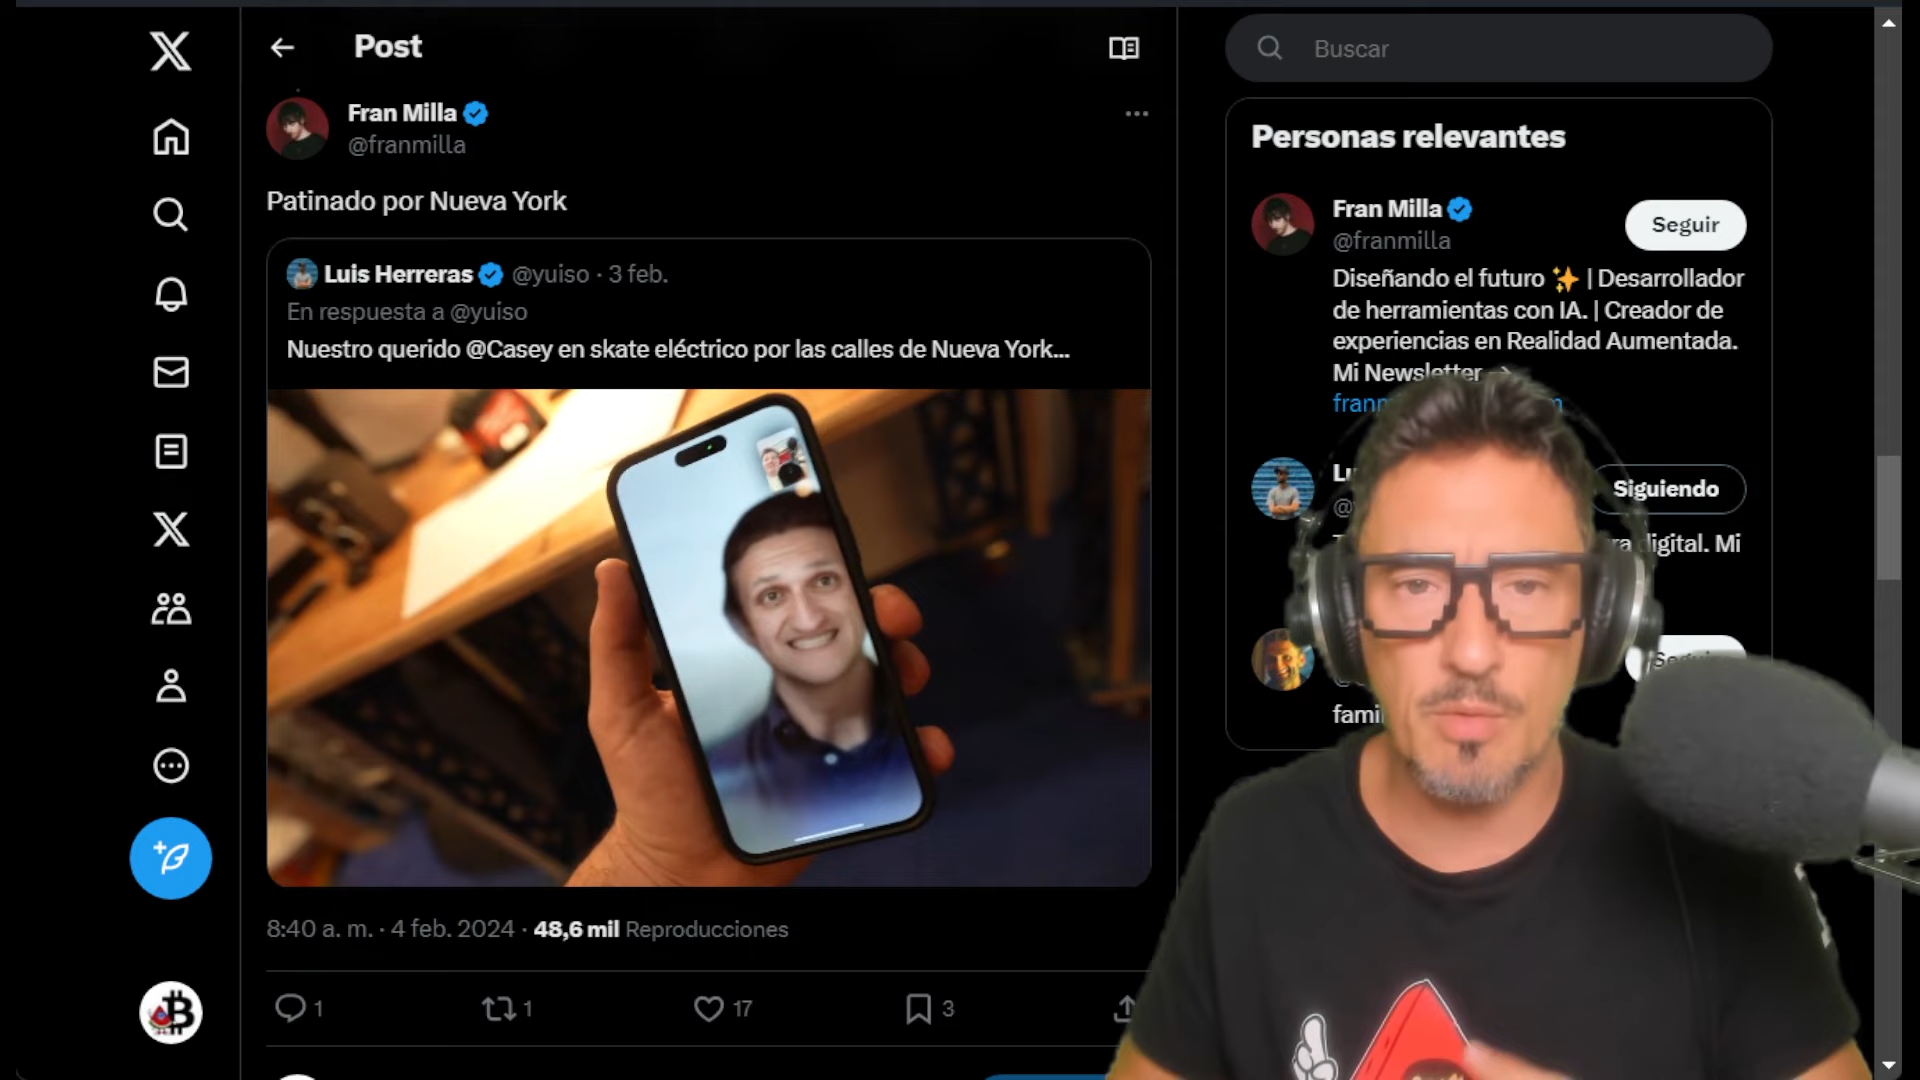 Post
Buscar
Fran Milla
@franmilla
Patinado por Nueva York
Luis Herreras @yuiso · 3 feb.
En respuesta a @yuiso
Nuestro querido @Casey en skate eléctrico por las calles de Nueva York...
8:40 a. m. · 4 feb. 2024 · 48,6 mil Reproducciones
1
1
17
3
Personas relevantes
Fran Milla
@franmilla
Seguir
Diseñando el futuro ✨ | Desarrollador
de herramientas con IA. | Creador de
experiencias en Realidad Aumentada.
Mi Newsletter
Siguiendo
digital. Mi
Seguir